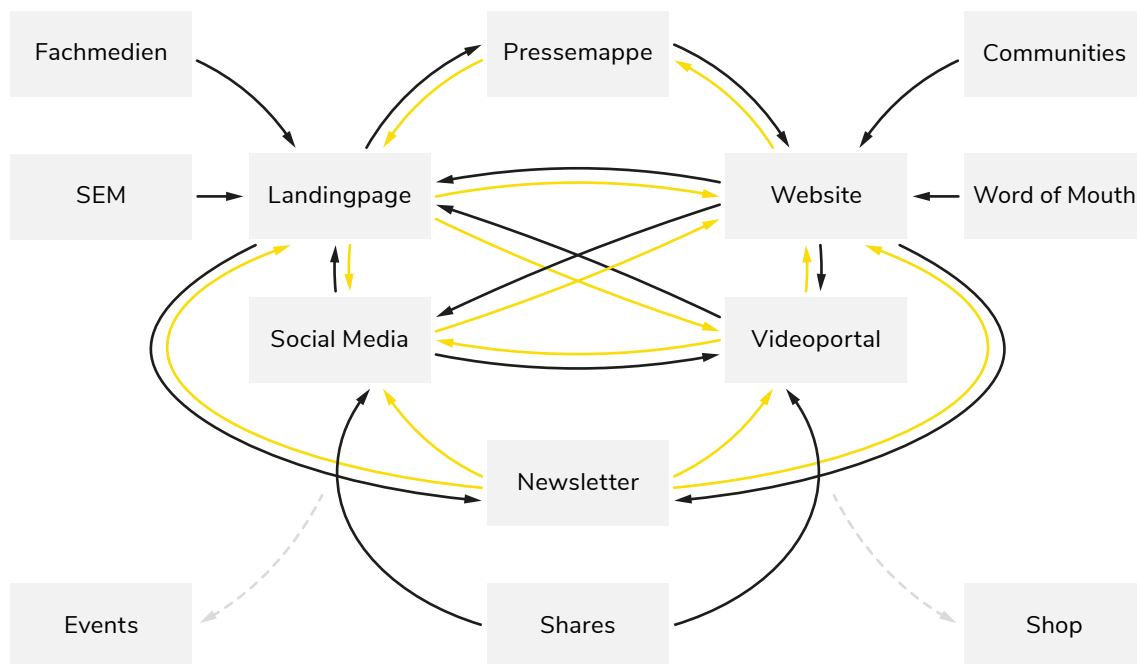 Fachmedien
Pressemappe
Communities
SEM
Landingpage
Website
Word of Mouth
Social Media
Videoportal
Newsletter
Events
Shares
Shop